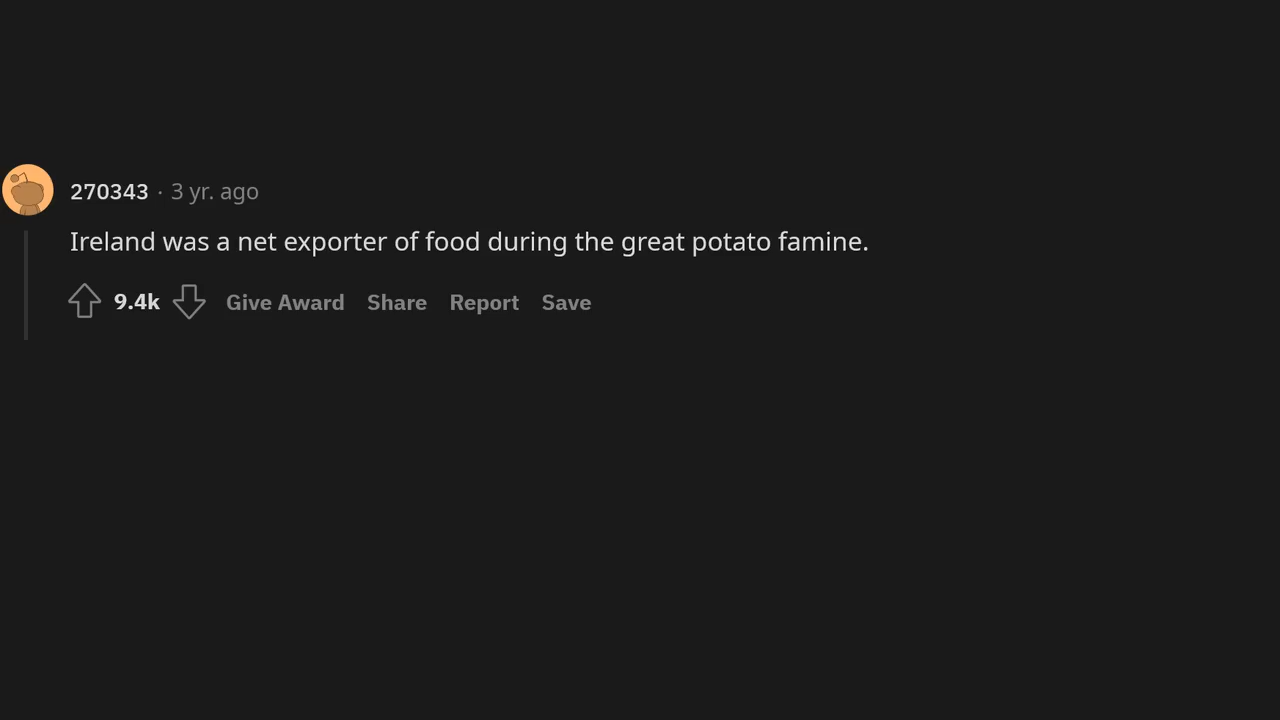 270343 · 3 yr. ago
Ireland was a net exporter of food during the great potato famine.
9.4k Give Award Share Report Save